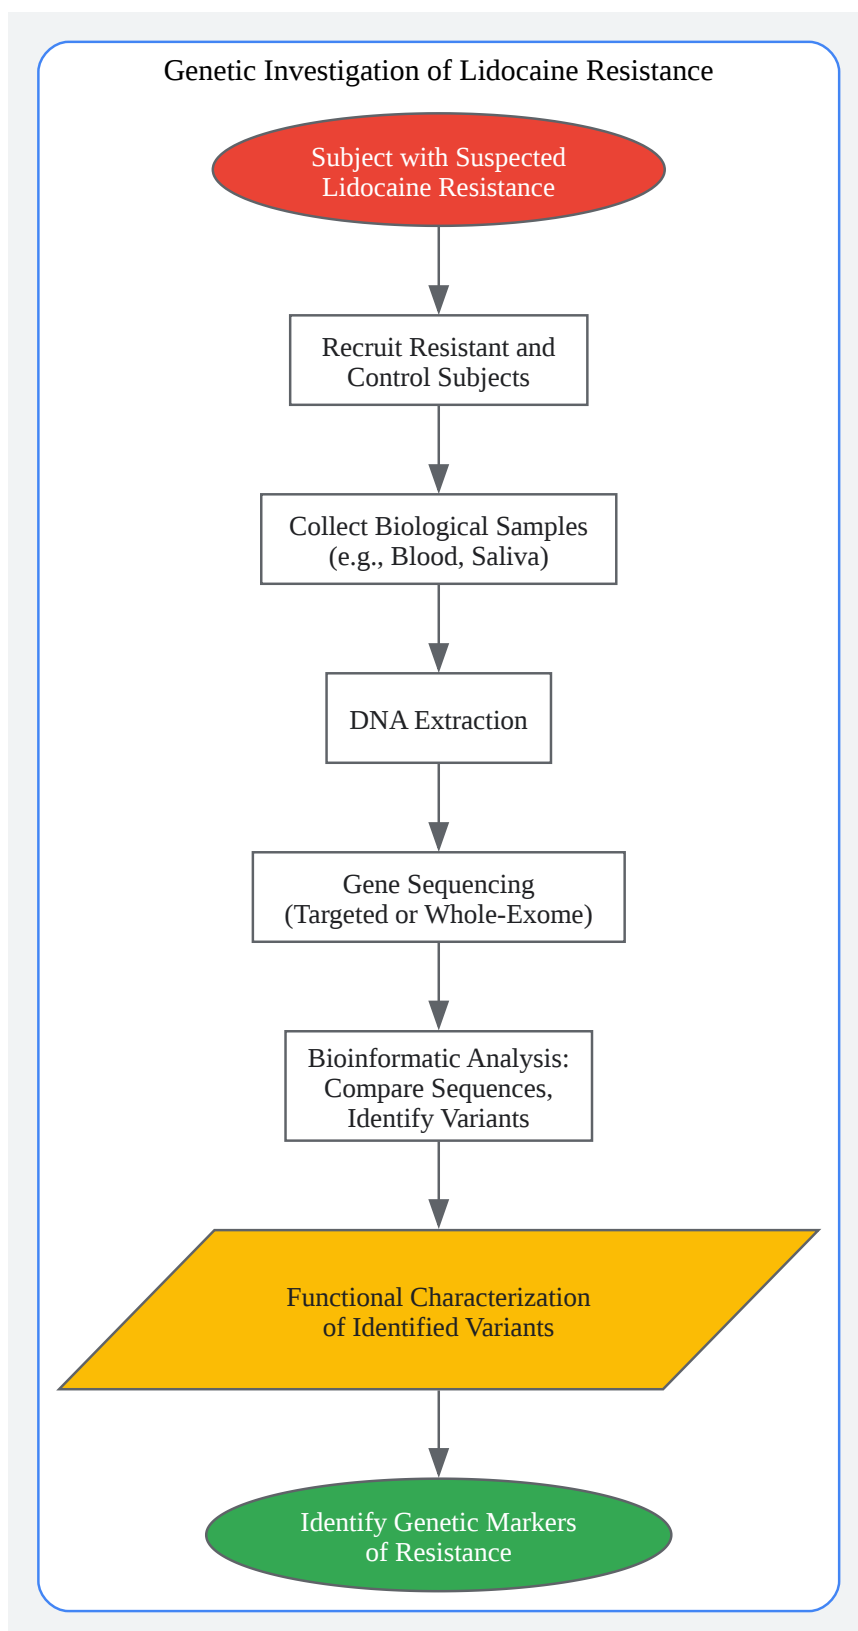 Genetic Investigation of Lidocaine Resistance
Subject with Suspected
Lidocaine Resistance
Recruit Resistant and
Control Subjects
Collect Biological Samples
(e.g., Blood, Saliva)
DNA Extraction
Gene Sequencing
(Targeted or Whole-Exome)
Bioinformatic Analysis:
Compare Sequences,
Identify Variants
Functional Characterization
of Identified Variants
Identify Genetic Markers
of Resistance